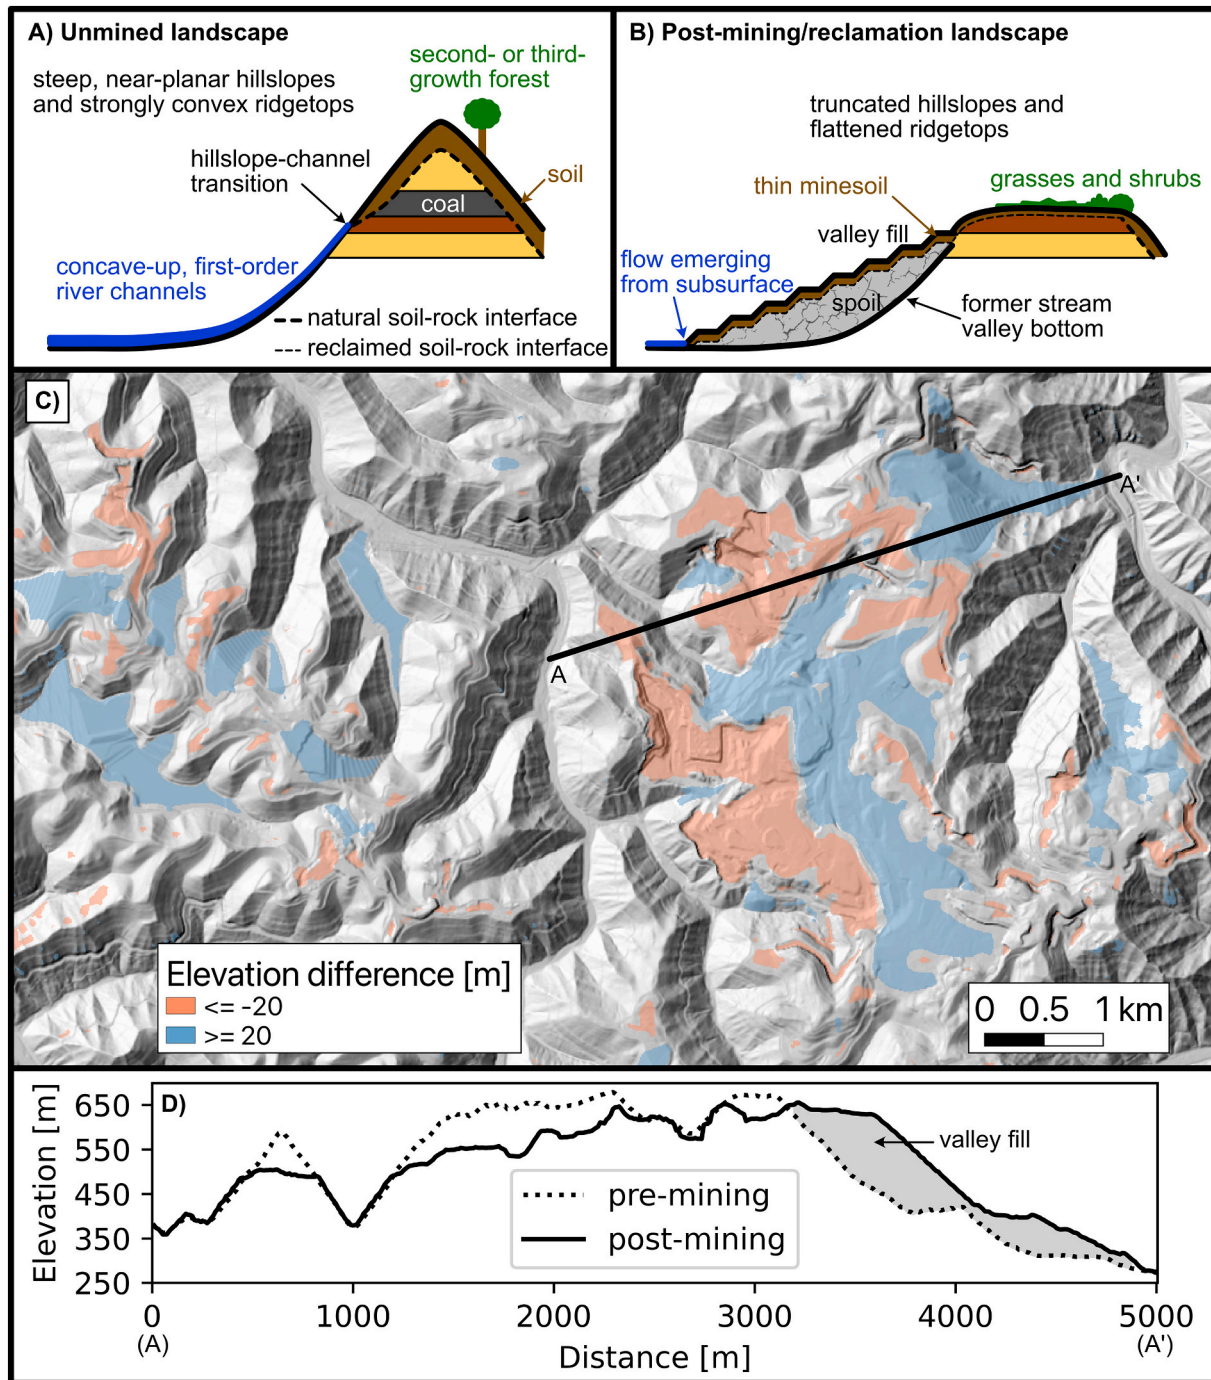 A) Unmined landscape
steep, near-planar hillslopes
and strongly convex ridgetops
second- or third-
growth forest
hillslope-channel
transition
soil
coal
concave-up, first-order
river channels
natural soil-rock interface
reclaimed soil-rock interface
B) Post-mining/reclamation landscape
truncated hillslopes and
flattened ridgetops
thin minesoil
grasses and shrubs
valley fill
flow emerging
from subsurface
spoil
former stream
valley bottom
C)
A'
A
Elevation difference [m]
<= -20
>= 20
0 0.5 1 km
D)
Elevation [m]
650
550
450
350
250
valley fill
pre-mining
post-mining
0 1000 2000 3000 4000 5000
(A) (A')
Distance [m]